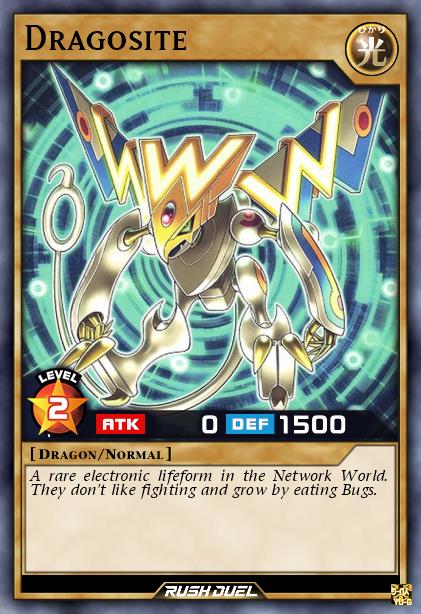 DRAGOSITE
ひかり
光
WWW
LEVEL
2
ATK 0 DEF 1500
[DRAGON/NORMAL]
A rare electronic lifeform in the Network World.
They don't like fighting and grow by eating Bugs.
RUSH DUEL